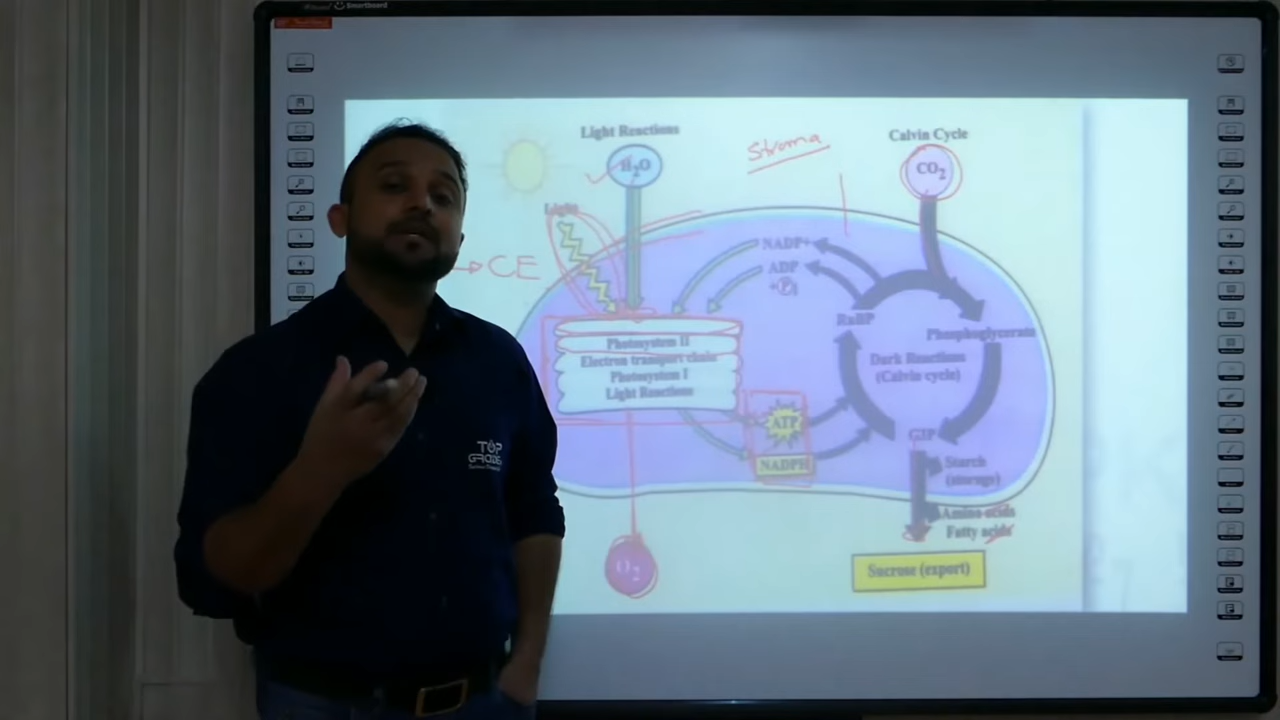 Smartboard
Light Reactions
H₂O
Stroma
Calvin Cycle
CO₂
Light
→ CE
NADP+
ADP
+Pi
RuBP
Phosphoglycerate
Photosystem II
Electron transport chain
Photosystem I
Light Reactions
Dark Reactions
(Calvin cycle)
ATP
NADPH
G3P
Starch
(storage)
Amino acids
Fatty acids
O₂
Sucrose (export)
TOP
GRADES